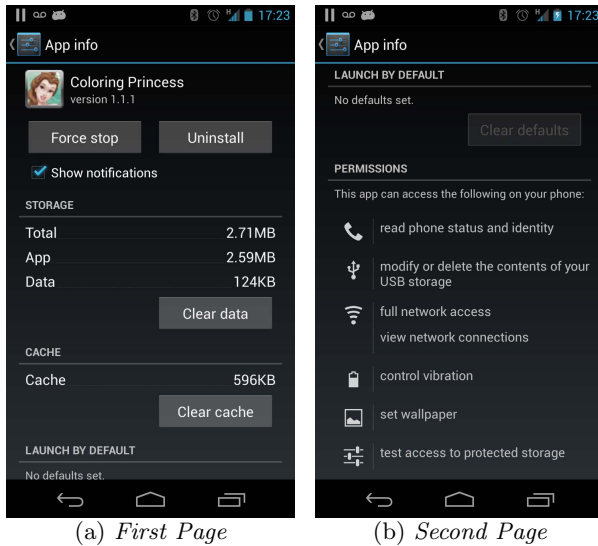 17:23
App info
Coloring Princess
version 1.1.1
Force stop
Uninstall
Show notifications
STORAGE
Total 2.71MB
App 2.59MB
Data 124KB
Clear data
CACHE
Cache 596KB
Clear cache
LAUNCH BY DEFAULT
No defaults set.
(a) First Page
H 17:23
App info
LAUNCH BY DEFAULT
No defaults set.
Clear defaults
PERMISSIONS
This app can access the following on your phone:
read phone status and identity
modify or delete the contents of your
USB storage
full network access
view network connections
control vibration
set wallpaper
test access to protected storage
(b) Second Page